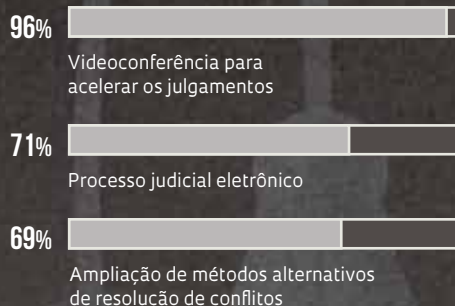 96%
Videoconferência para
acelerar os julgamentos
71%
Processo judicial eletrônico
69%
Ampliação de métodos alternativos
de resolução de conflitos